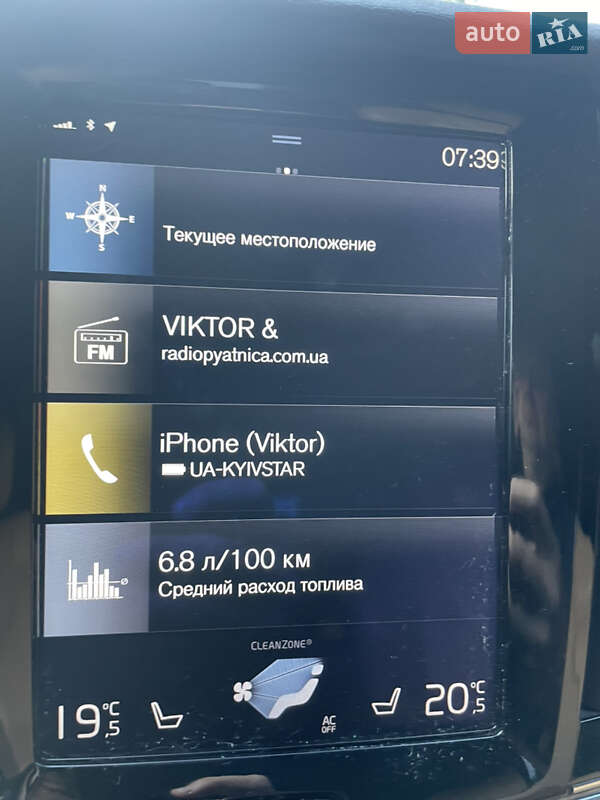 auto RIA .com
07:39
N
W E
S
Текущее местоположение
VIKTOR &
FM
radiopyatnica.com.ua
iPhone (Viktor)
UA-KYIVSTAR
6.8 л/100 км
Средний расход топлива
CLEANZONE®
19,5 °C
20,5 °C
AC
OFF